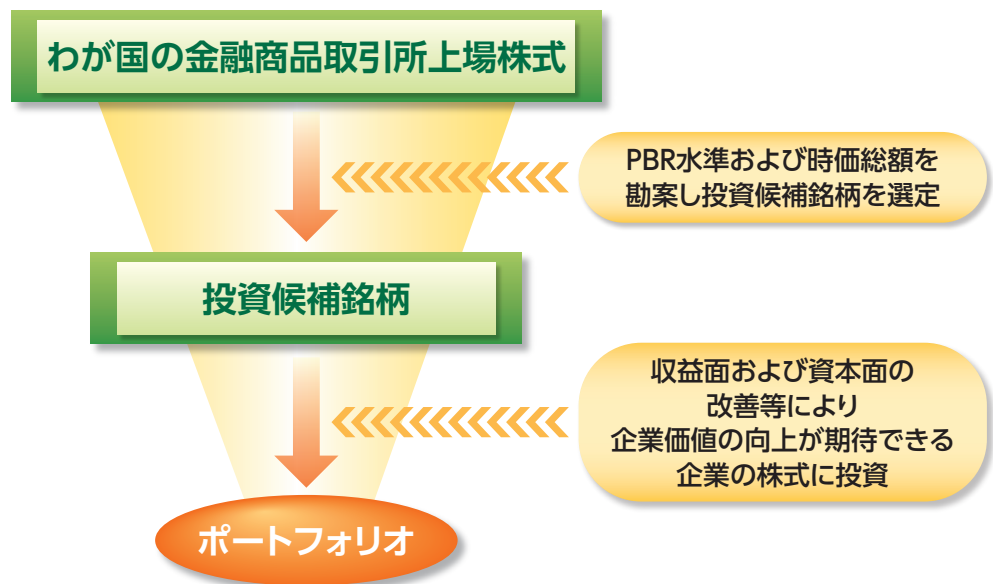 わが国の金融商品取引所上場株式
PBR水準および時価総額を
勘案し投資候補銘柄を選定
投資候補銘柄
収益面および資本面の
改善等により
企業価値の向上が期待できる
企業の株式に投資
ポートフォリオ